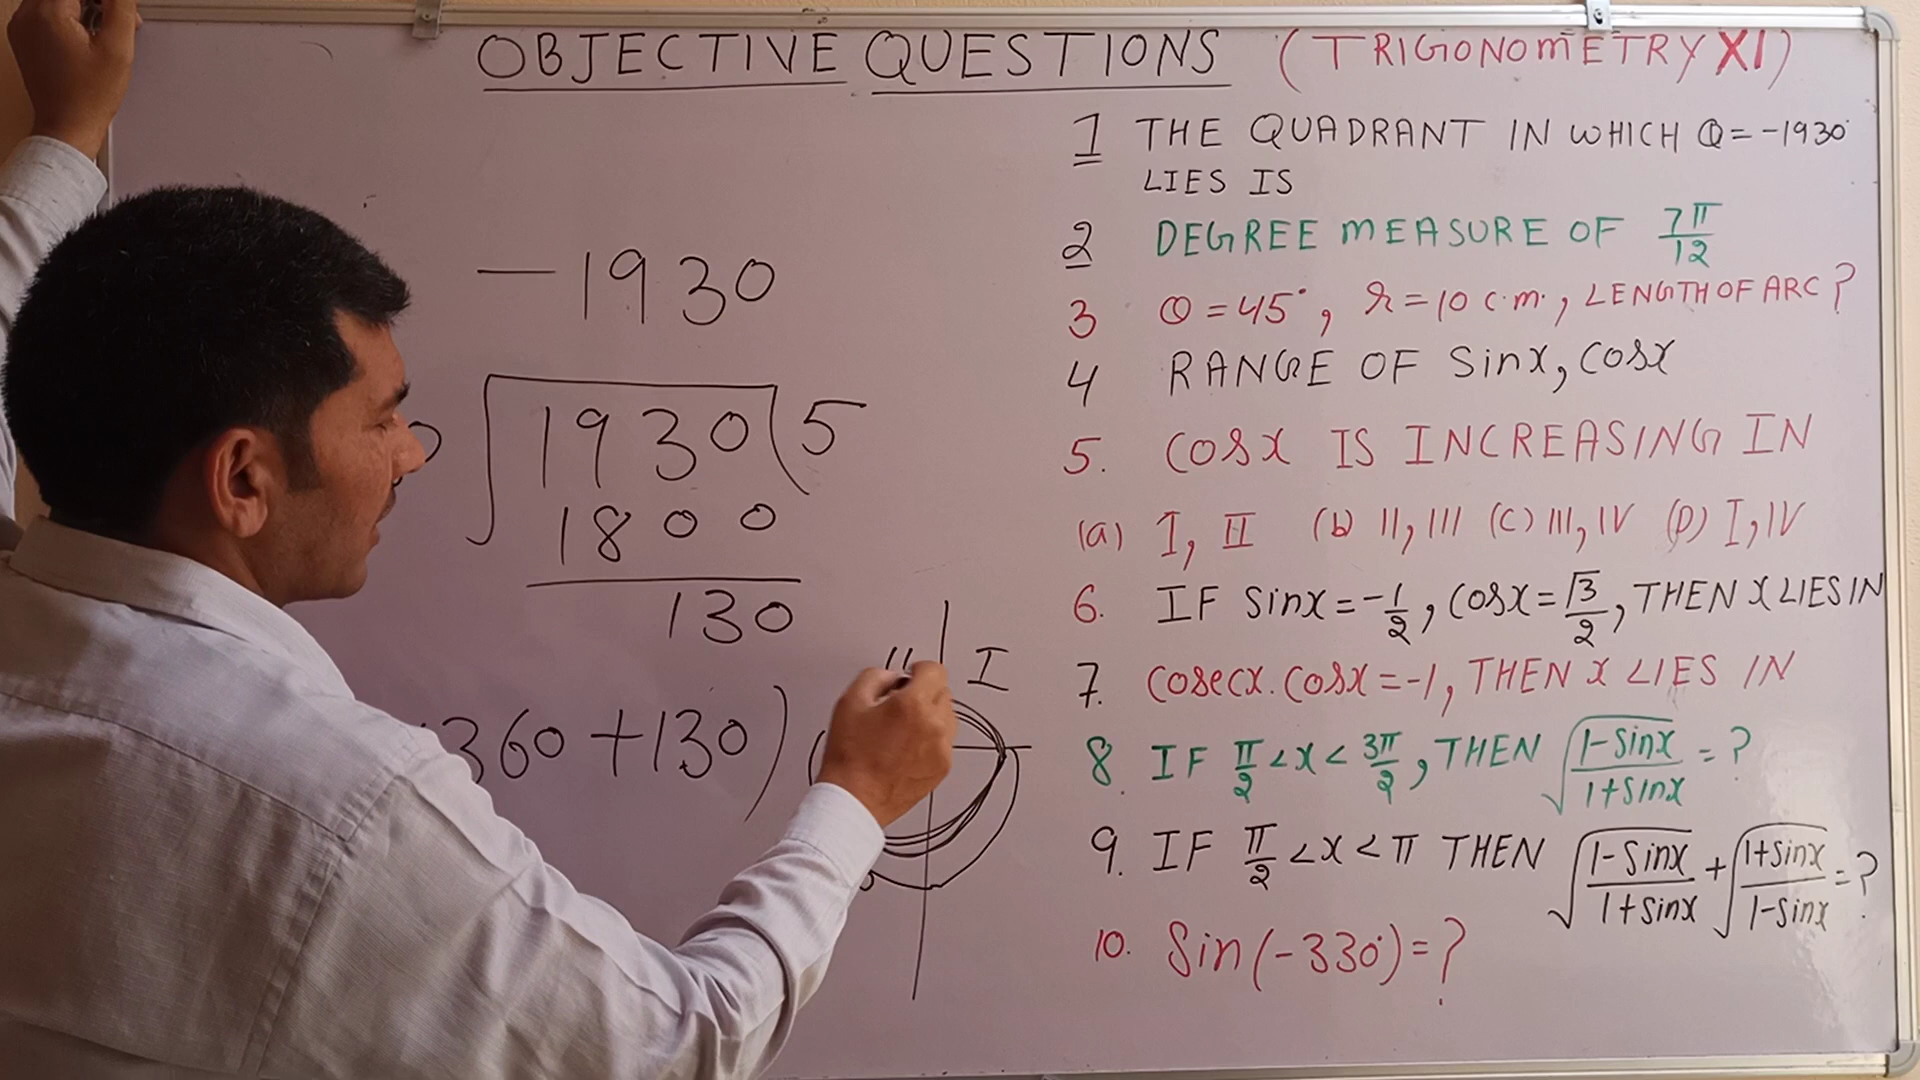 OBJECTIVE QUESTIONS (TRIGONOMETRY XI)
1 THE QUADRANT IN WHICH θ = -1930°
LIES IS
2 DEGREE MEASURE OF 7π/12
3 θ = 45°, r = 10 c.m., LENGTH OF ARC?
4 RANGE OF Sinx, Cosx
5. Cosx IS INCREASING IN
(a) I, II (b) II, III (c) III, IV (D) I, IV
6. IF Sinx = -1/2, Cosx = √3/2, THEN x LIES IN
7. Cosecx. Cosx = -1, THEN x LIES IN
8. IF π/2 < x < 3π/2, THEN √(1-Sinx/1+Sinx) = ?
9. IF π/2 < x < π THEN √(1-Sinx/1+Sinx) + √(1+Sinx/1-Sinx) = ?
10. Sin(-330°) = ?
-1930
0 1930 ( 5
1800
130
360 + 130)
II I